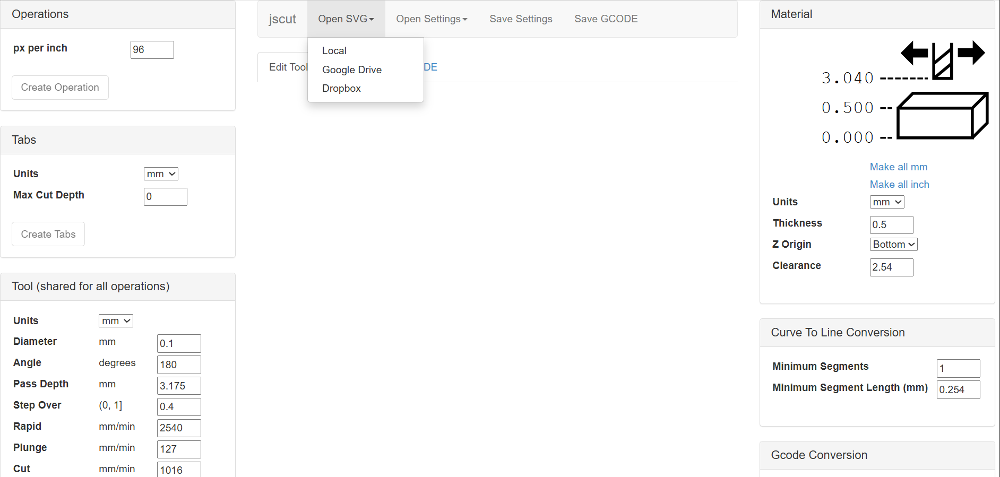 Operations
px per inch 96
Create Operation
Tabs
Units mm
Max Cut Depth 0
Create Tabs
Tool (shared for all operations)
Units mm
Diameter mm 0.1
Angle degrees 180
Pass Depth mm 3.175
Step Over (0, 1] 0.4
Rapid mm/min 2540
Plunge mm/min 127
Cut mm/min 1016
jscut Open SVG Open Settings Save Settings Save GCODE
Local
Google Drive
Dropbox
Edit Tool DE
Material
3.040
0.500
0.000
Make all mm
Make all inch
Units mm
Thickness 0.5
Z Origin Bottom
Clearance 2.54
Curve To Line Conversion
Minimum Segments 1
Minimum Segment Length (mm) 0.254
Gcode Conversion